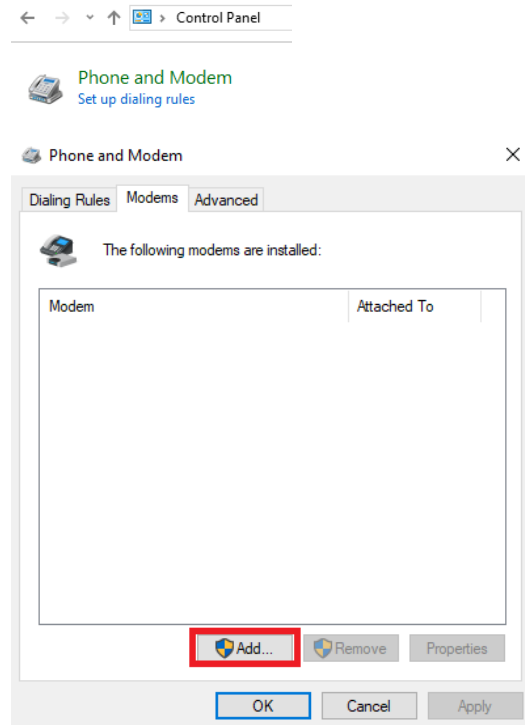 Control Panel
Phone and Modem
Set up dialing rules
Phone and Modem
Dialing Rules Modems Advanced
The following modems are installed:
Modem Attached To
Add... Remove Properties
OK Cancel Apply